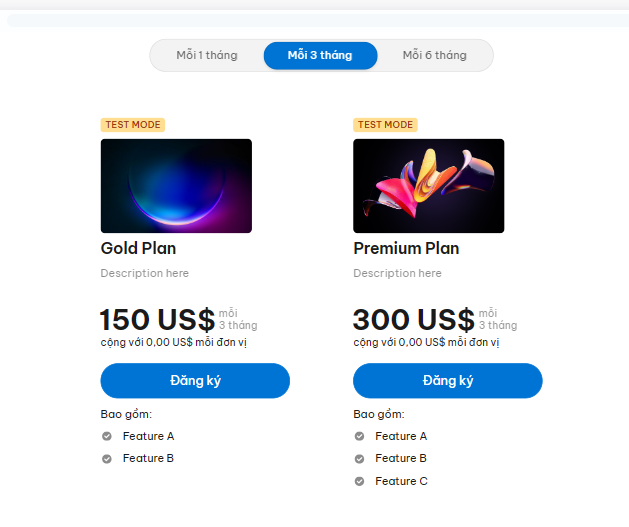 Mỗi 1 tháng
Mỗi 3 tháng
Mỗi 6 tháng
TEST MODE
Gold Plan
Description here
150 US$ mỗi
3 tháng
cộng với 0,00 US$ mỗi đơn vị
Đăng ký
Bao gồm:
Feature A
Feature B
TEST MODE
Premium Plan
Description here
300 US$ mỗi
3 tháng
cộng với 0,00 US$ mỗi đơn vị
Đăng ký
Bao gồm:
Feature A
Feature B
Feature C